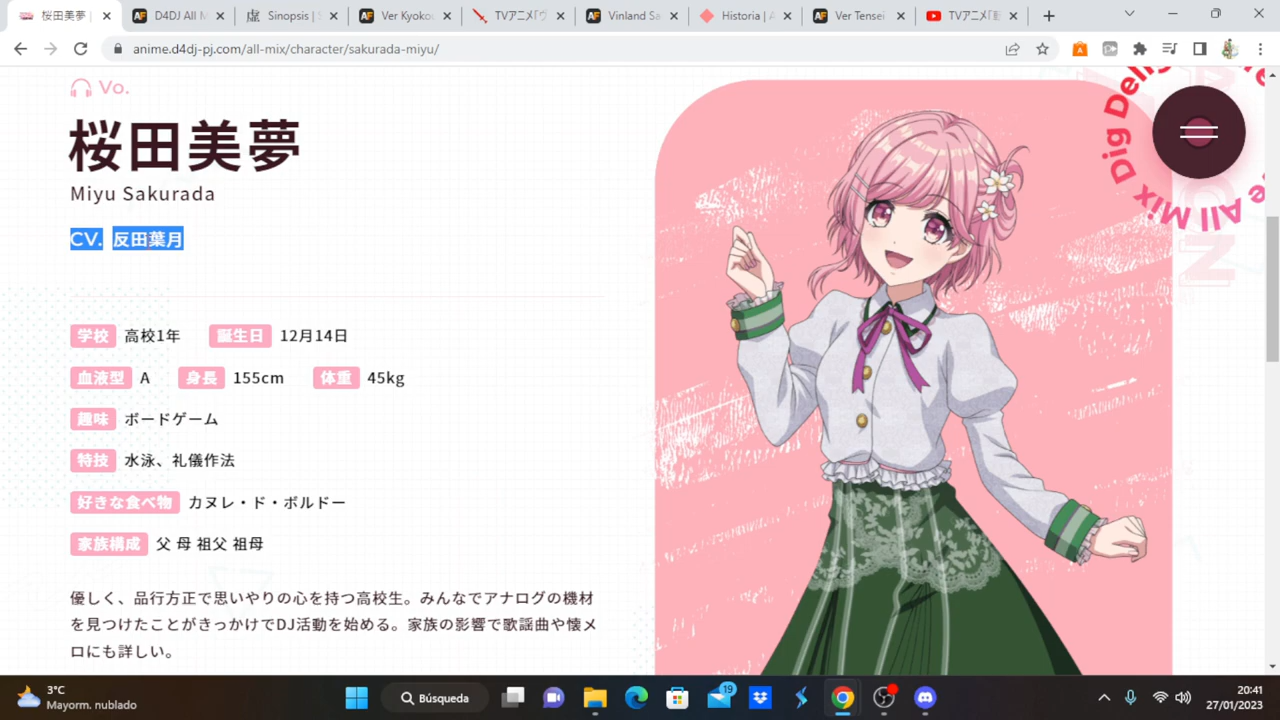 桜田美夢 |
D4DJ All M
虚
Sinopsis | S
Ver Kyokou
TVアニメ「ヴ
Vinland Sa
Historia | A
Ver Tensei
TVアニメ「
anime.d4dj-pj.com/all-mix/character/sakurada-miyu/
Vo.
桜田美夢
Miyu Sakurada
CV. 反田葉月
学校 高校1年 誕生日 12月14日
血液型 A 身長 155cm 体重 45kg
趣味 ボードゲーム
特技 水泳、礼儀作法
好きな食べ物 カヌレ・ド・ボルドー
家族構成 父 母 祖父 祖母
優しく、品行方正で思いやりの心を持つ高校生。みんなでアナログの機材
を見つけたことがきっかけでDJ活動を始める。家族の影響で歌謡曲や懐メ
ロにも詳しい。
Dig Deli
All Mix
ON
3°C
Mayorm. nublado
Búsqueda
19
20:41
27/01/2023